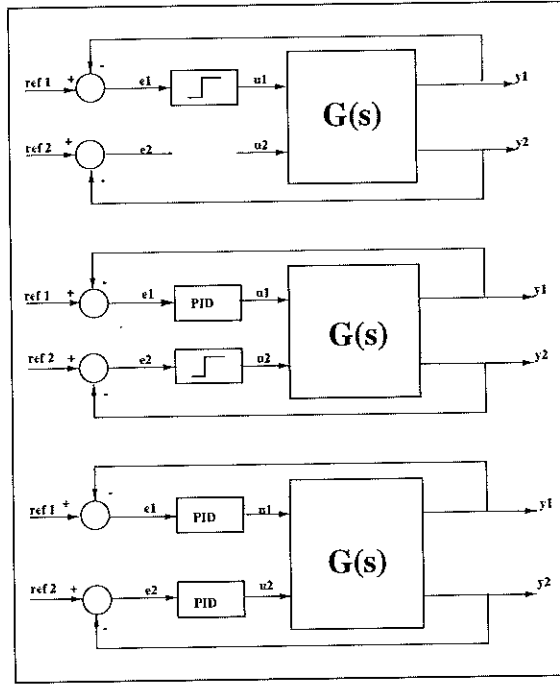 ref 1 + - e1 u1 G(s) y1
ref 2 + - e2 u2 y2
ref 1 + - e1 PID u1 G(s) y1
ref 2 + - e2 u2 y2
ref 1 + - e1 PID u1 G(s) y1
ref 2 + - e2 PID u2 y2